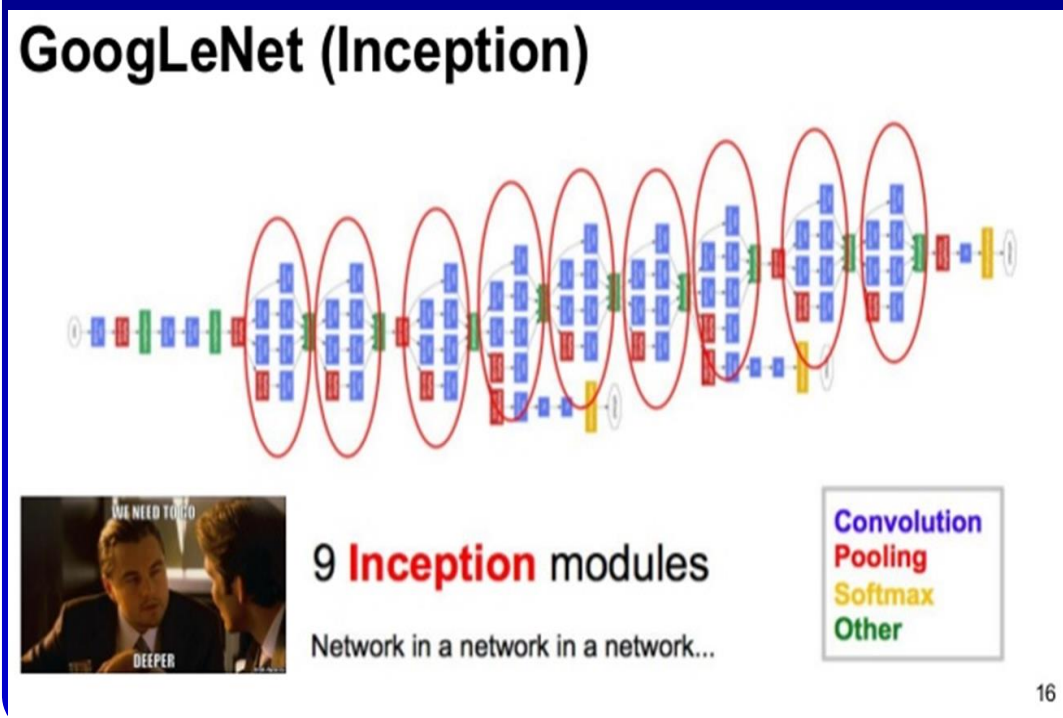 GoogLeNet (Inception)
WE NEED TO GO
DEEPER
9 Inception modules
Network in a network in a network...
Convolution
Pooling
Softmax
Other
16